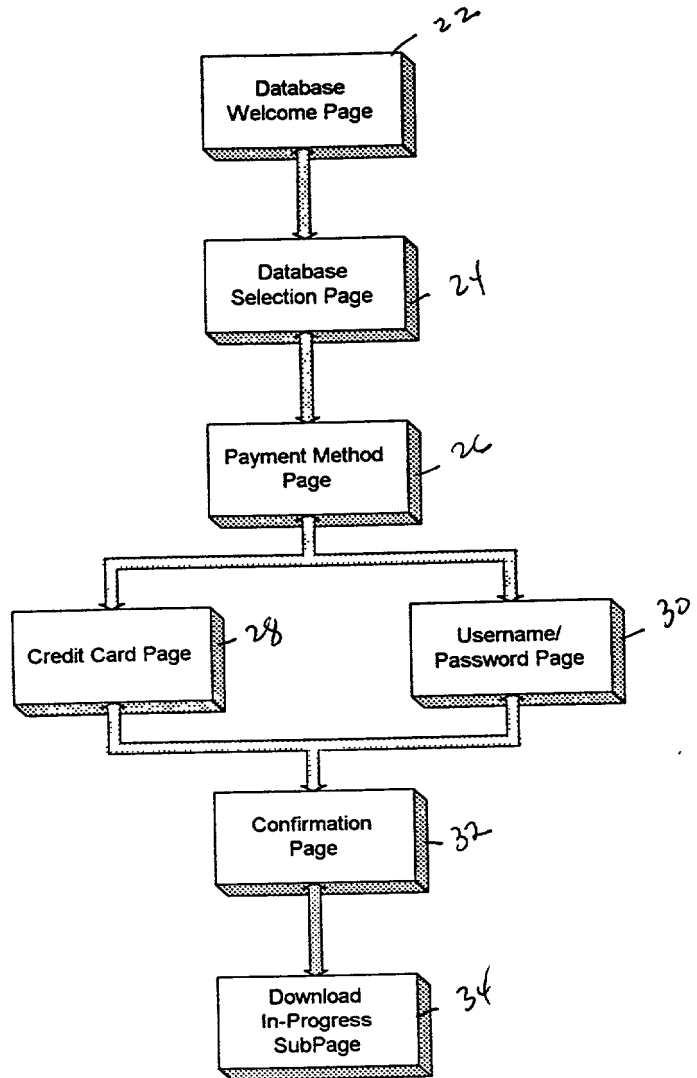 22
Database
Welcome Page
Database
Selection Page
24
Payment Method
Page
26
Credit Card Page
28
Username/
Password Page
30
Confirmation
Page
32
Download
In-Progress
SubPage
34